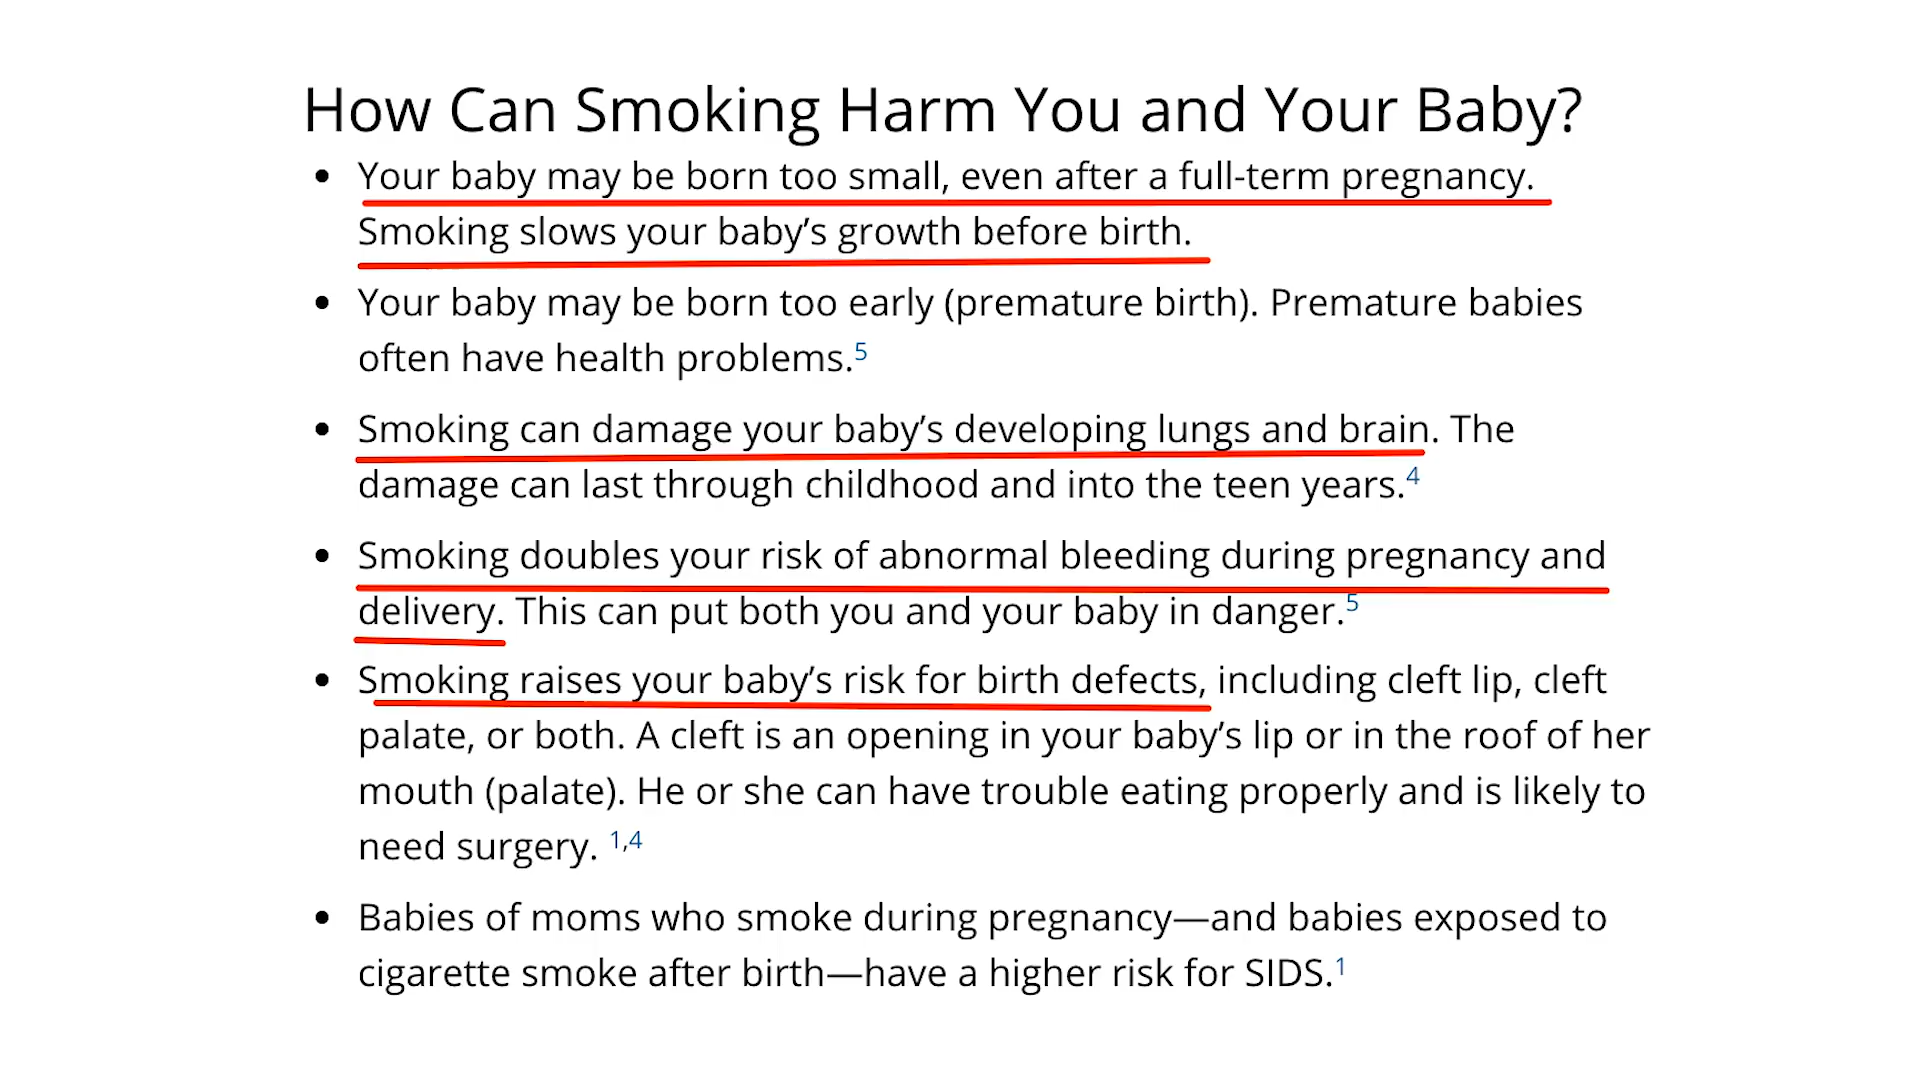 How Can Smoking Harm You and Your Baby?
• Your baby may be born too small, even after a full-term pregnancy.
Smoking slows your baby’s growth before birth.
• Your baby may be born too early (premature birth). Premature babies
often have health problems.5
• Smoking can damage your baby’s developing lungs and brain. The
damage can last through childhood and into the teen years.4
• Smoking doubles your risk of abnormal bleeding during pregnancy and
delivery. This can put both you and your baby in danger.5
• Smoking raises your baby’s risk for birth defects, including cleft lip, cleft
palate, or both. A cleft is an opening in your baby’s lip or in the roof of her
mouth (palate). He or she can have trouble eating properly and is likely to
need surgery. 1,4
• Babies of moms who smoke during pregnancy—and babies exposed to
cigarette smoke after birth—have a higher risk for SIDS.1